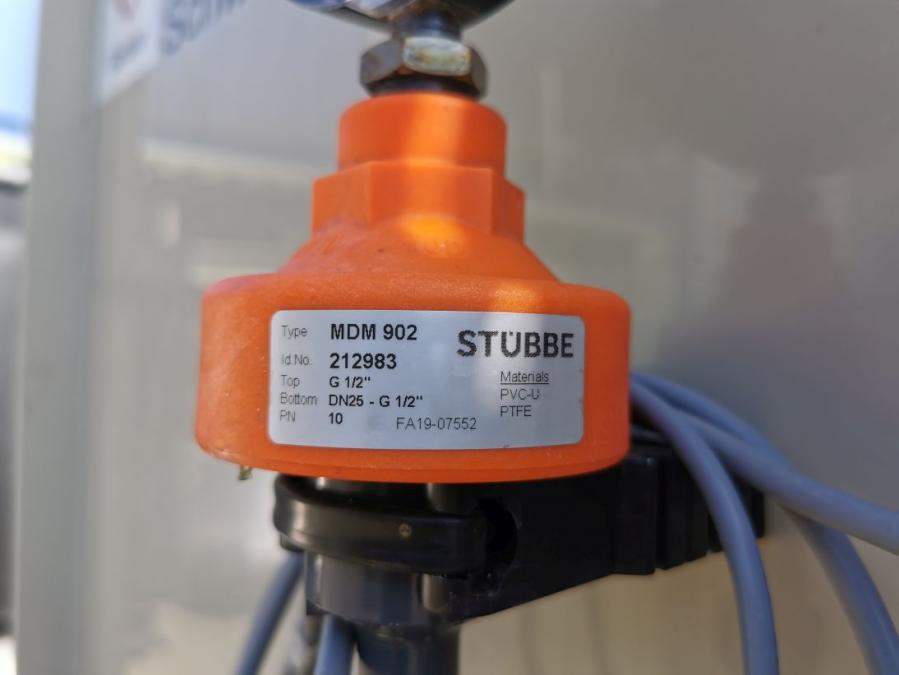 Type MDM 902
STÜBBE
Id.No. 212983
Top G 1/2"
Bottom DN25 - G 1/2"
PN 10
FA19-07552
Materials
PVC-U
PTFE